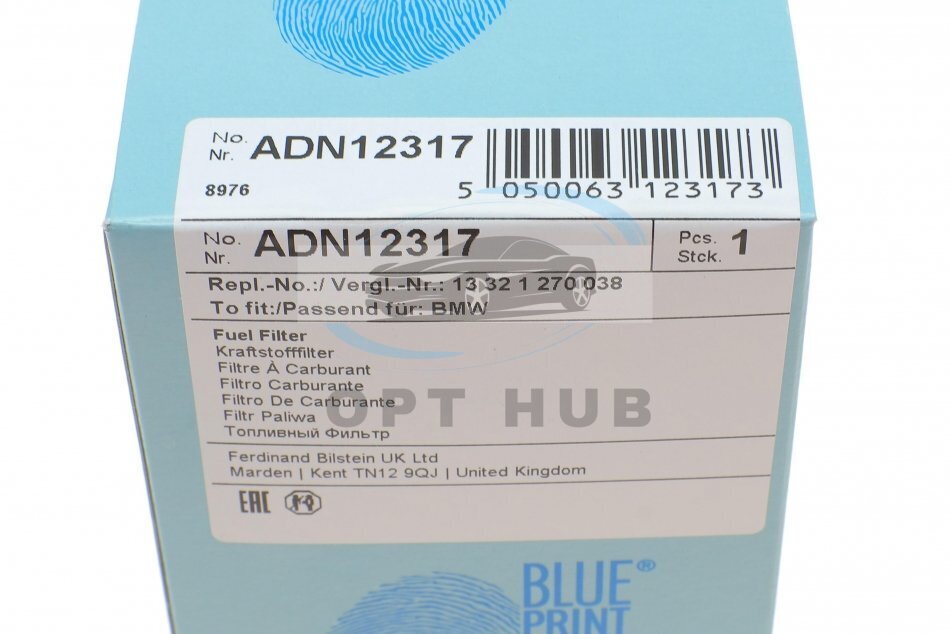 No. Nr. ADN12317
8976
5 050063 123173
No. Nr. ADN12317 Pcs. Stck. 1
Repl.-No.:/ Vergl.-Nr.: 13 32 1 270 038
To fit:/Passend für: BMW
Fuel Filter
Kraftstofffilter
Filtre À Carburant
Filtro Carburante
Filtro De Carburante
Filtr Paliwa
Топливный Фильтр
OPT HUB
Ferdinand Bilstein UK Ltd
Marden | Kent TN12 9QJ | United Kingdom
EAC
BLUE®
PRINT